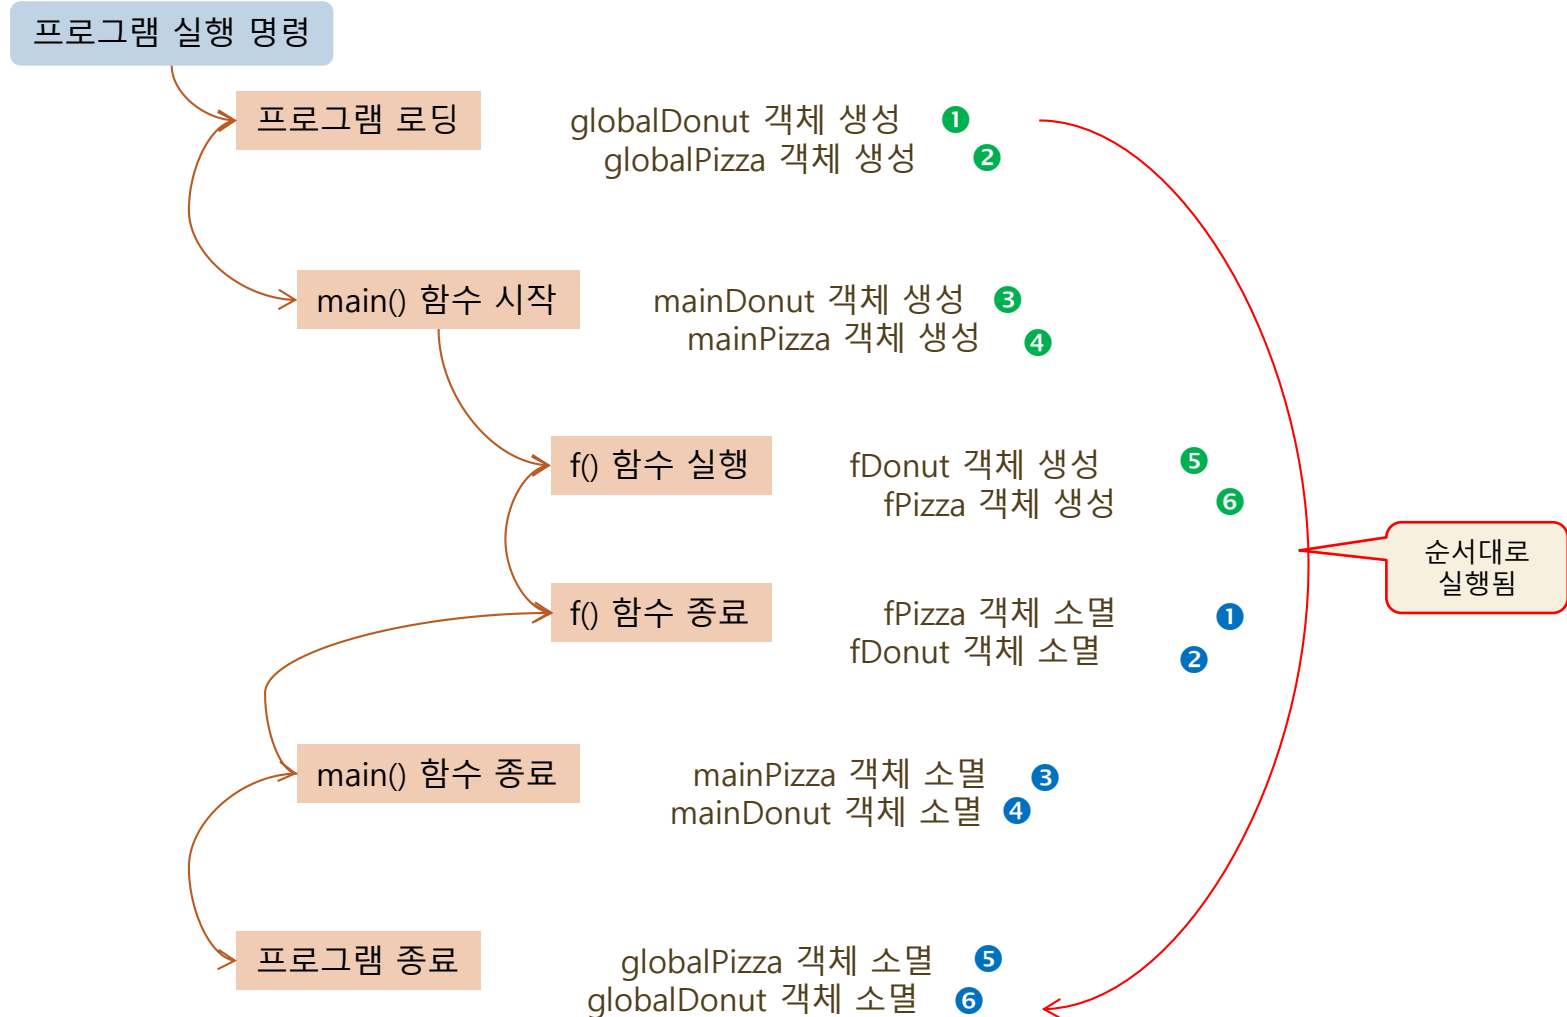 프로그램 실행 명령
프로그램 로딩
globalDonut 객체 생성 ❶
globalPizza 객체 생성 ❷
main() 함수 시작
mainDonut 객체 생성 ❸
mainPizza 객체 생성 ❹
f() 함수 실행
fDonut 객체 생성 ❺
fPizza 객체 생성 ❻
순서대로
실행됨
f() 함수 종료
fPizza 객체 소멸 ❶
fDonut 객체 소멸 ❷
main() 함수 종료
mainPizza 객체 소멸 ❸
mainDonut 객체 소멸 ❹
프로그램 종료
globalPizza 객체 소멸 ❺
globalDonut 객체 소멸 ❻